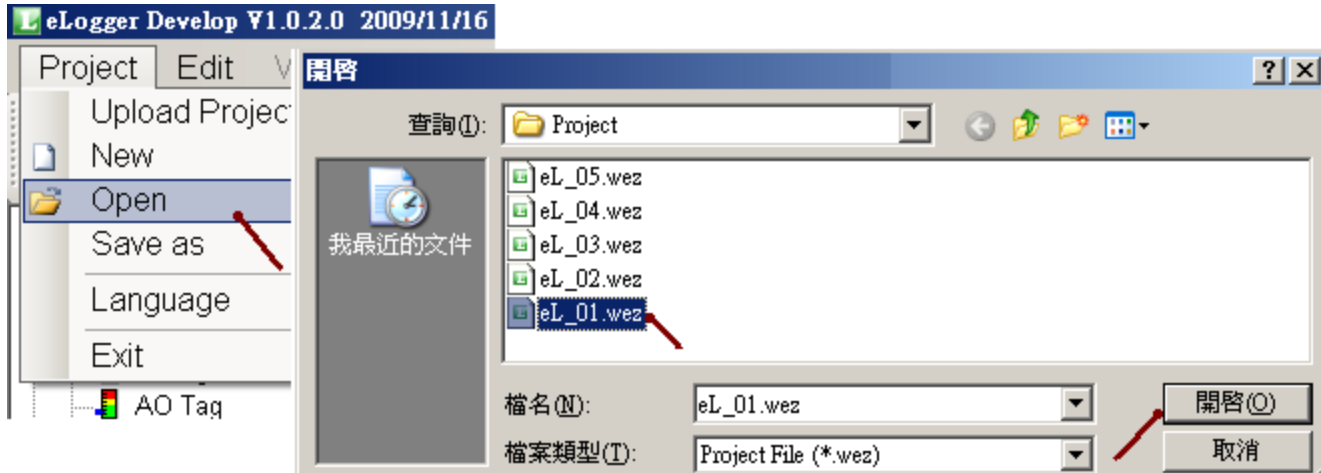 eLogger Develop V1.0.2.0 2009/11/16
Project Edit V
Upload Projec
New
Open
Save as
Language
Exit
AO Tag
開啓
查詢(I):
Project
eL_05.wez
eL_04.wez
eL_03.wez
eL_02.wez
eL_01.wez
我最近的文件
檔名(N):
eL_01.wez
開啓(O)
檔案類型(T):
Project File (*.wez)
取消